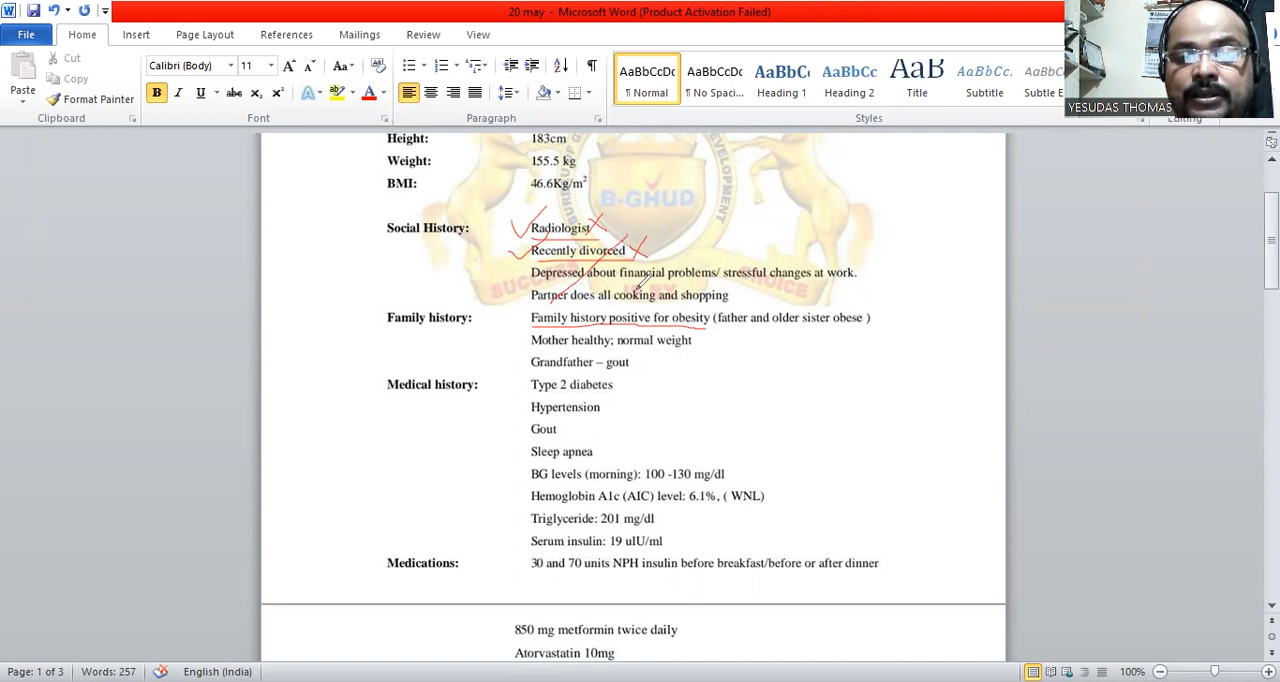 20 may - Microsoft Word (Product Activation Failed)
File Home Insert Page Layout References Mailings Review View
Cut
Copy
Paste
Format Painter
Calibri (Body) 11
AaBbCcDc AaBbCcDc AaBbCc AaBbCc AaB AaBbCc. AaBbCc
¶ Normal ¶ No Spaci... Heading 1 Heading 2 Title Subtitle Subtle E
Clipboard Font Paragraph Styles Editing
YESUDAS THOMAS
Height: 183cm
Weight: 155.5 kg
BMI: 46.6Kg/m2
B-GHUD
DEVELOPMENT
SUCCESS
CHOICE
Social History: Radiologist
Recently divorced
Depressed about financial problems/ stressful changes at work.
Partner does all cooking and shopping
Family history: Family history positive for obesity (father and older sister obese )
Mother healthy; normal weight
Grandfather – gout
Medical history: Type 2 diabetes
Hypertension
Gout
Sleep apnea
BG levels (morning): 100 -130 mg/dl
Hemoglobin A1c (AIC) level: 6.1%, ( WNL)
Triglyceride: 201 mg/dl
Serum insulin: 19 uIU/ml
Medications: 30 and 70 units NPH insulin before breakfast/before or after dinner
850 mg metformin twice daily
Atorvastatin 10mg
Page: 1 of 3 Words: 257 English (India) 100%